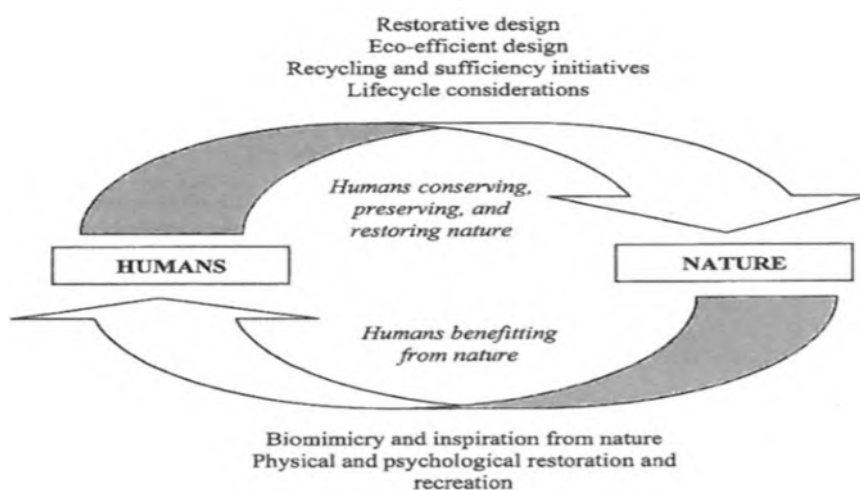 Restorative design
Eco-efficient design
Recycling and sufficiency initiatives
Lifecycle considerations
Humans conserving,
preserving, and
restoring nature
HUMANS
NATURE
Humans benefitting
from nature
Biomimicry and inspiration from nature
Physical and psychological restoration and
recreation